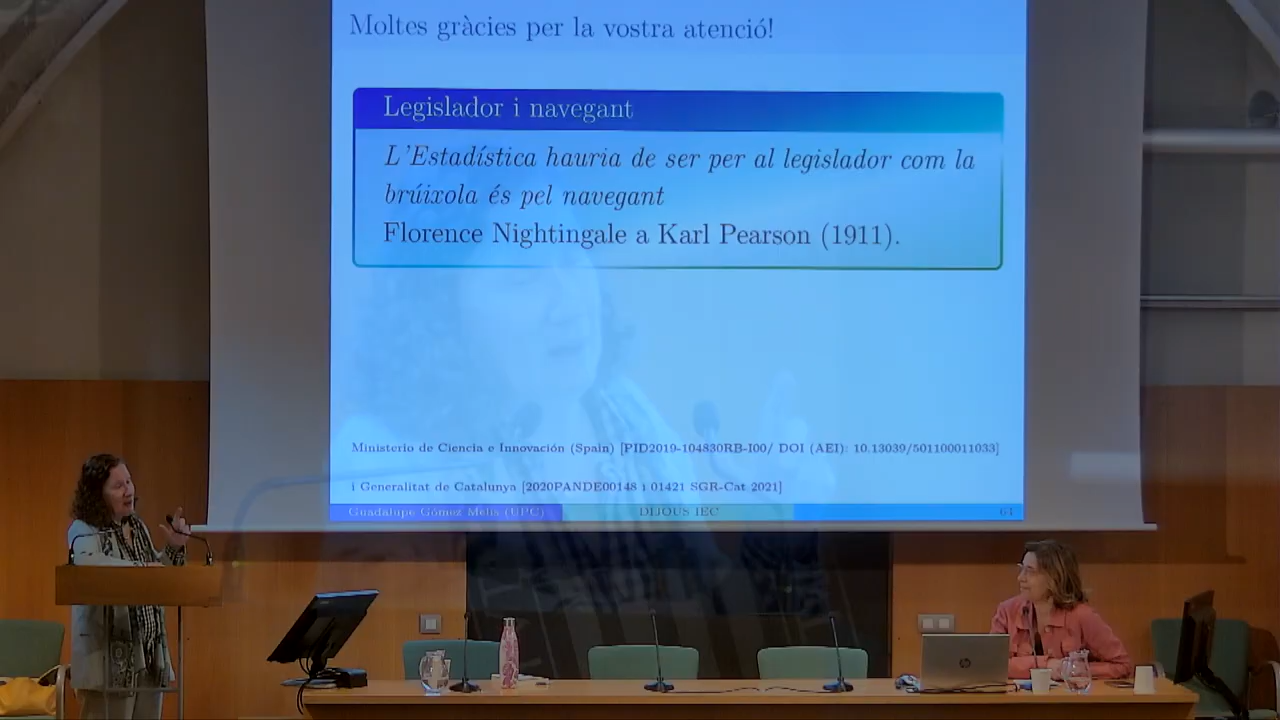 Moltes gràcies per la vostra atenció!
Legislador i navegant
L'Estadística hauria de ser per al legislador com la
brúixola és pel navegant
Florence Nightingale a Karl Pearson (1911).
Ministerio de Ciencia e Innovación (Spain) [PID2019-104830RB-I00/ DOI (AEI): 10.13039/501100011033]
i Generalitat de Catalunya [2020PANDE00148 i 01421 SGR-Cat 2021]
Guadalupe Gómez Melis (UPC) DIJOUS IEC 64
hp